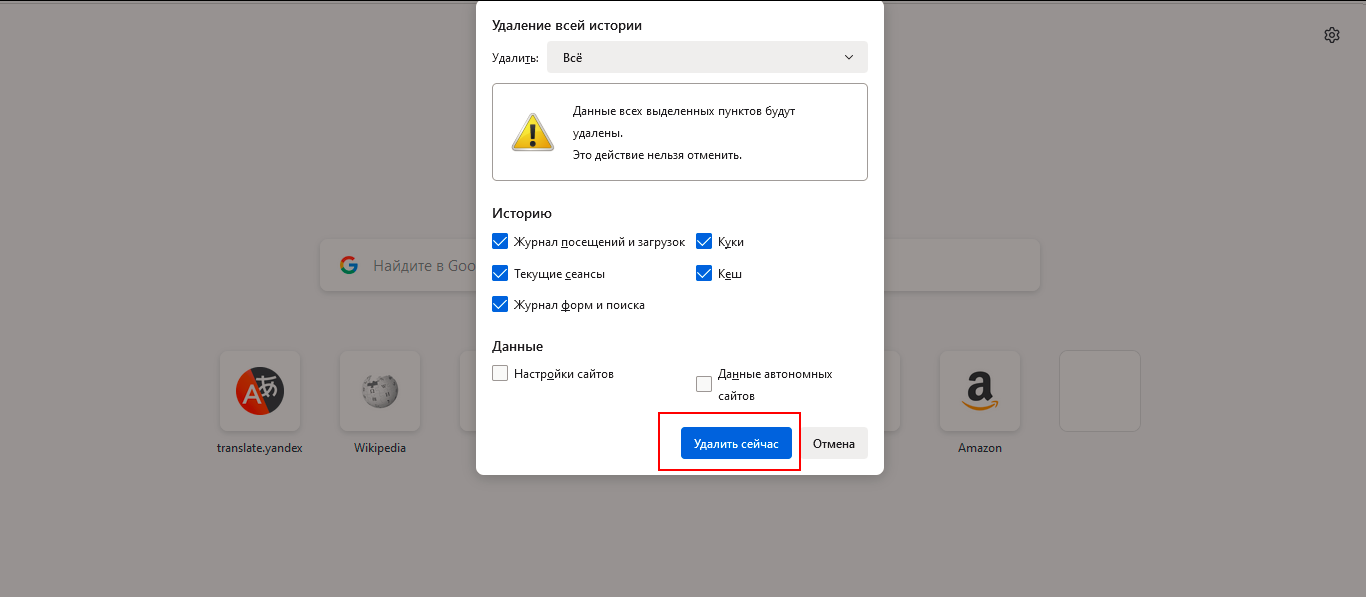 Удаление всей истории
Удалить: Всё
Данные всех выделенных пунктов будут
удалены.
Это действие нельзя отменить.
Историю
Журнал посещений и загрузок Куки
Найдите в Goo
Текущие сеансы Кеш
Журнал форм и поиска
Данные
Настройки сайтов Данные автономных
сайтов
Удалить сейчас Отмена
translate.yandex Wikipedia Amazon